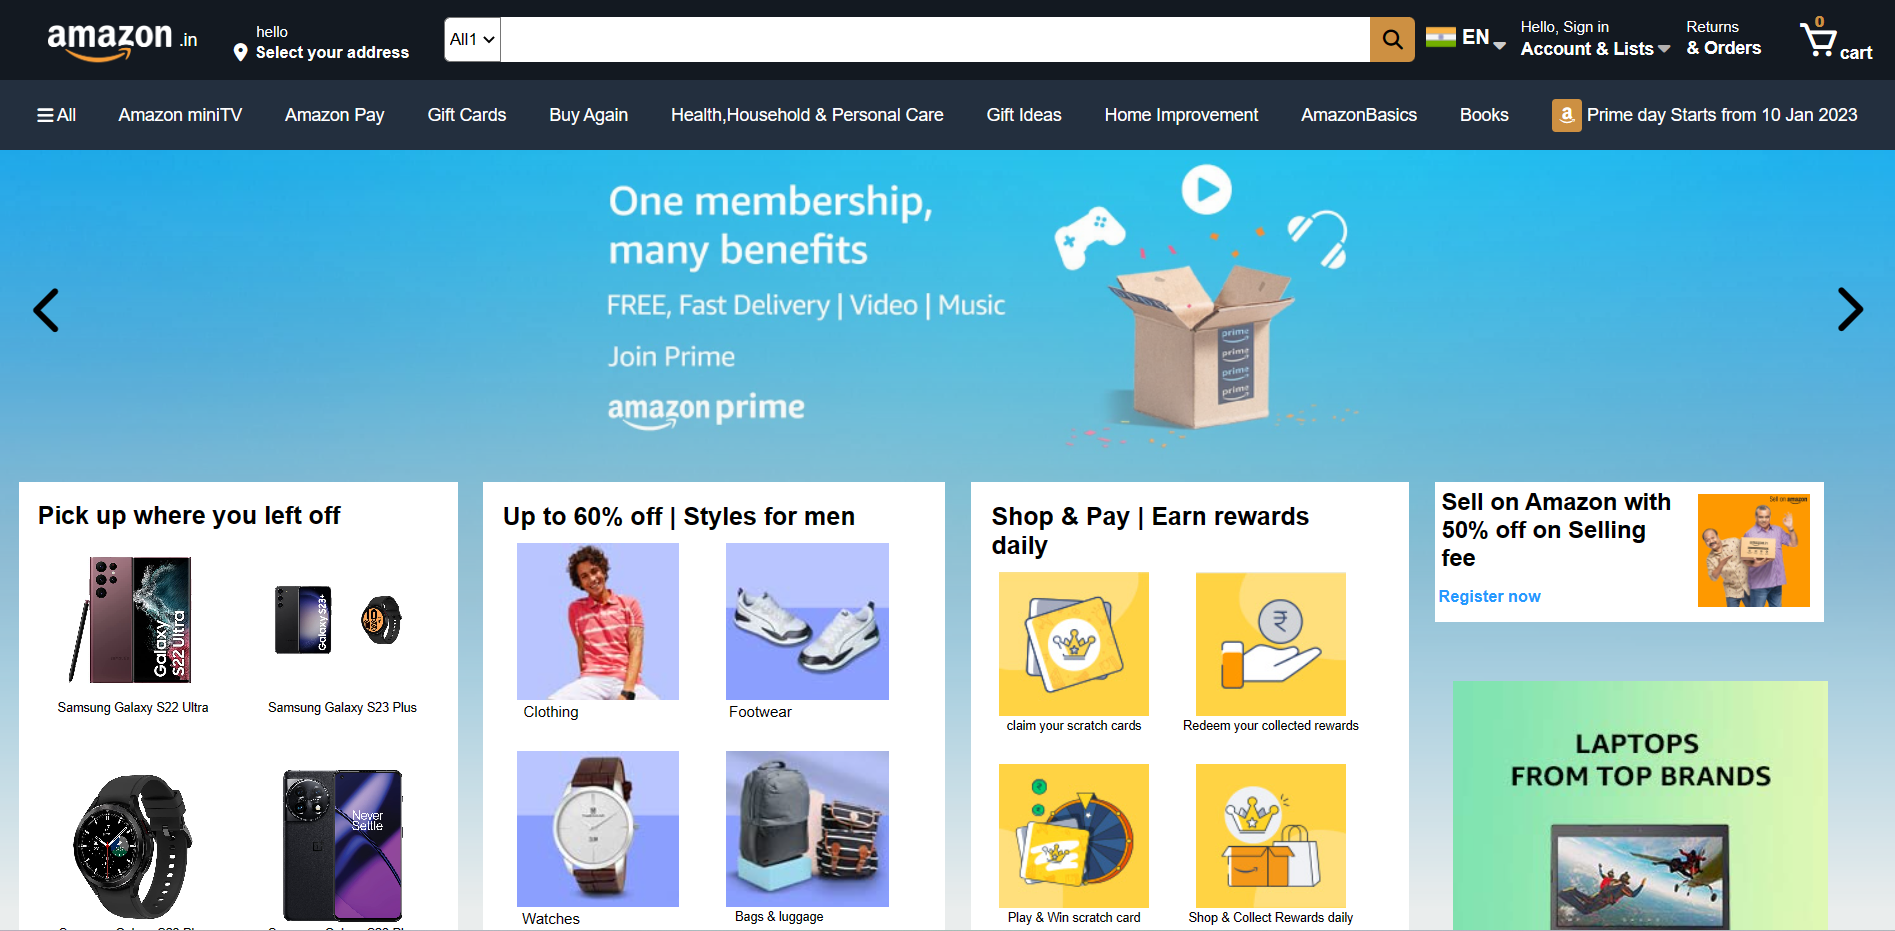 amazon .in
hello
Select your address
All1
EN
Hello, Sign in
Account & Lists
Returns
& Orders
0
cart
All
Amazon miniTV
Amazon Pay
Gift Cards
Buy Again
Health,Household & Personal Care
Gift Ideas
Home Improvement
AmazonBasics
Books
a
Prime day Starts from 10 Jan 2023
One membership,
many benefits
FREE, Fast Delivery | Video | Music
Join Prime
amazon prime
prime
prime
prime
prime
Pick up where you left off
Galaxy
S22 Ultra
Galaxy S23+
Samsung Galaxy S22 Ultra
Samsung Galaxy S23 Plus
Never
Settle
Up to 60% off | Styles for men
Clothing
Footwear
Watches
Bags & luggage
Shop & Pay | Earn rewards
daily
₹
claim your scratch cards
Redeem your collected rewards
Play & Win scratch card
Shop & Collect Rewards daily
Sell on Amazon with
50% off on Selling
fee
Register now
Sell on amazon
LAPTOPS
FROM TOP BRANDS